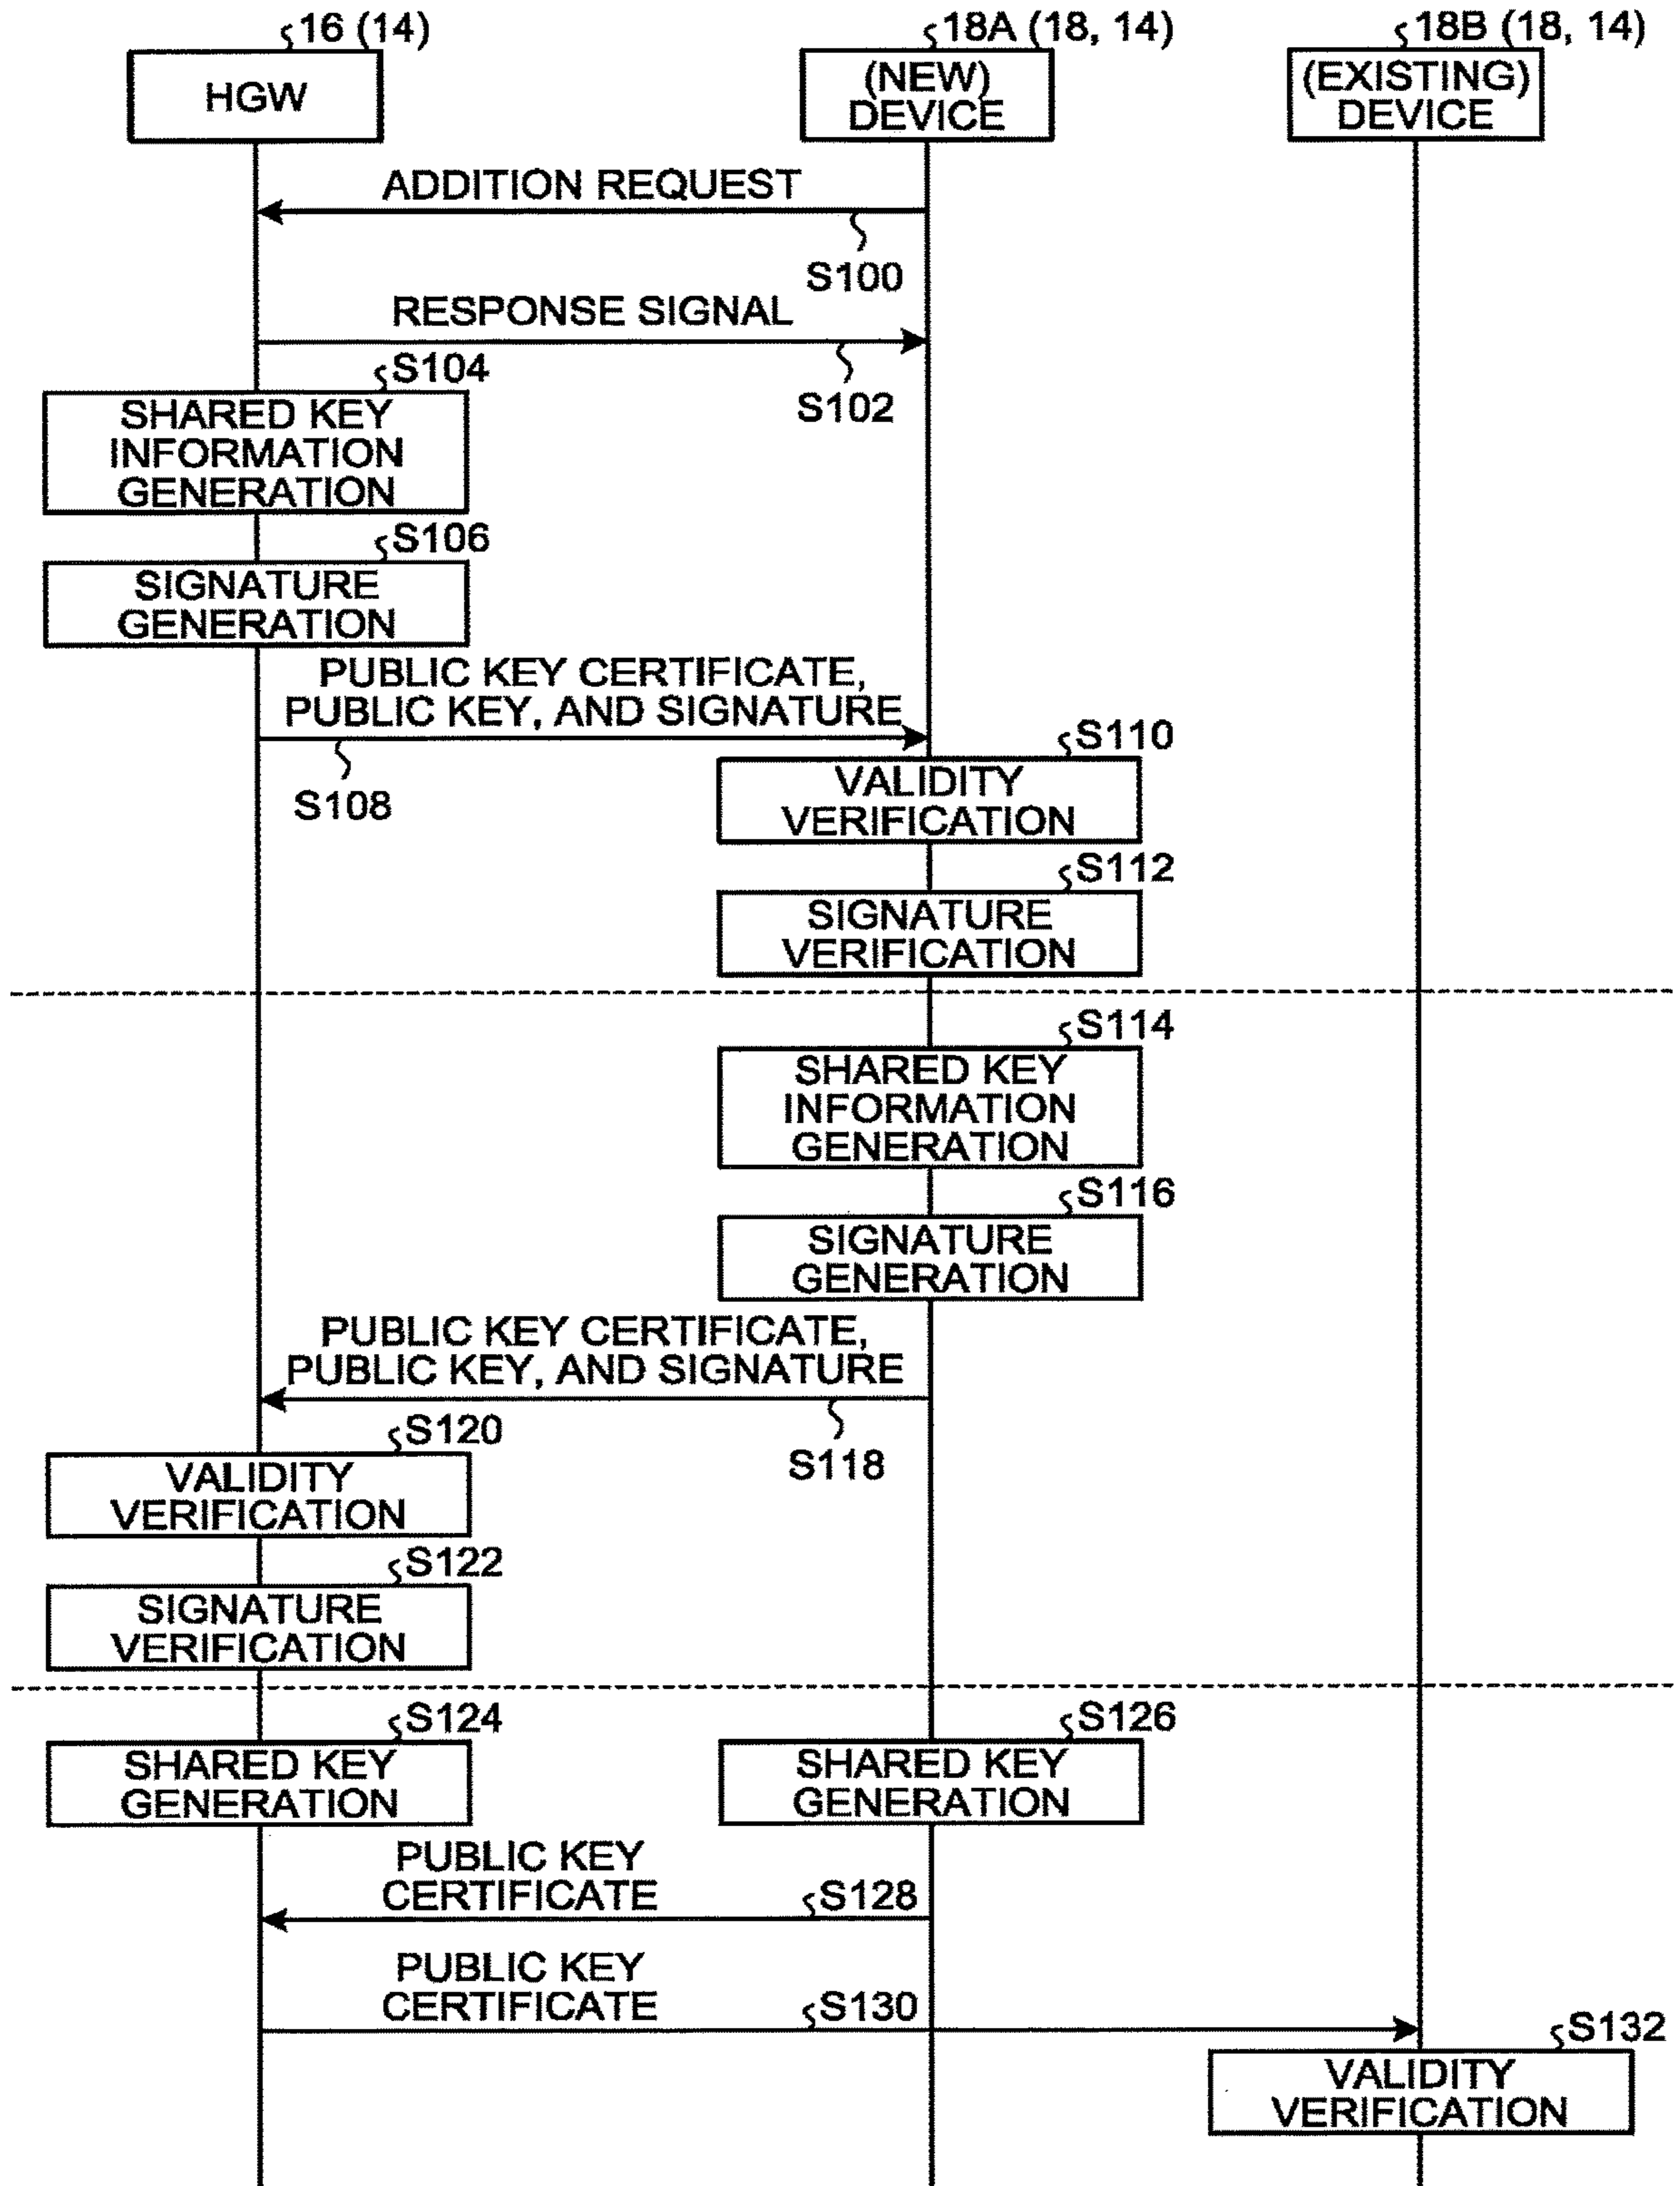 16 (14)
18A (18, 14)
18B (18, 14)
HGW
(NEW)
DEVICE
(EXISTING)
DEVICE
ADDITION REQUEST
S100
RESPONSE SIGNAL
S102
S104
SHARED KEY
INFORMATION
GENERATION
S106
SIGNATURE
GENERATION
PUBLIC KEY CERTIFICATE,
PUBLIC KEY, AND SIGNATURE
S108
S110
VALIDITY
VERIFICATION
S112
SIGNATURE
VERIFICATION
S114
SHARED KEY
INFORMATION
GENERATION
S116
SIGNATURE
GENERATION
PUBLIC KEY CERTIFICATE,
PUBLIC KEY, AND SIGNATURE
S118
S120
VALIDITY
VERIFICATION
S122
SIGNATURE
VERIFICATION
S124
SHARED KEY
GENERATION
S126
SHARED KEY
GENERATION
PUBLIC KEY
CERTIFICATE
S128
PUBLIC KEY
CERTIFICATE
S130
S132
VALIDITY
VERIFICATION